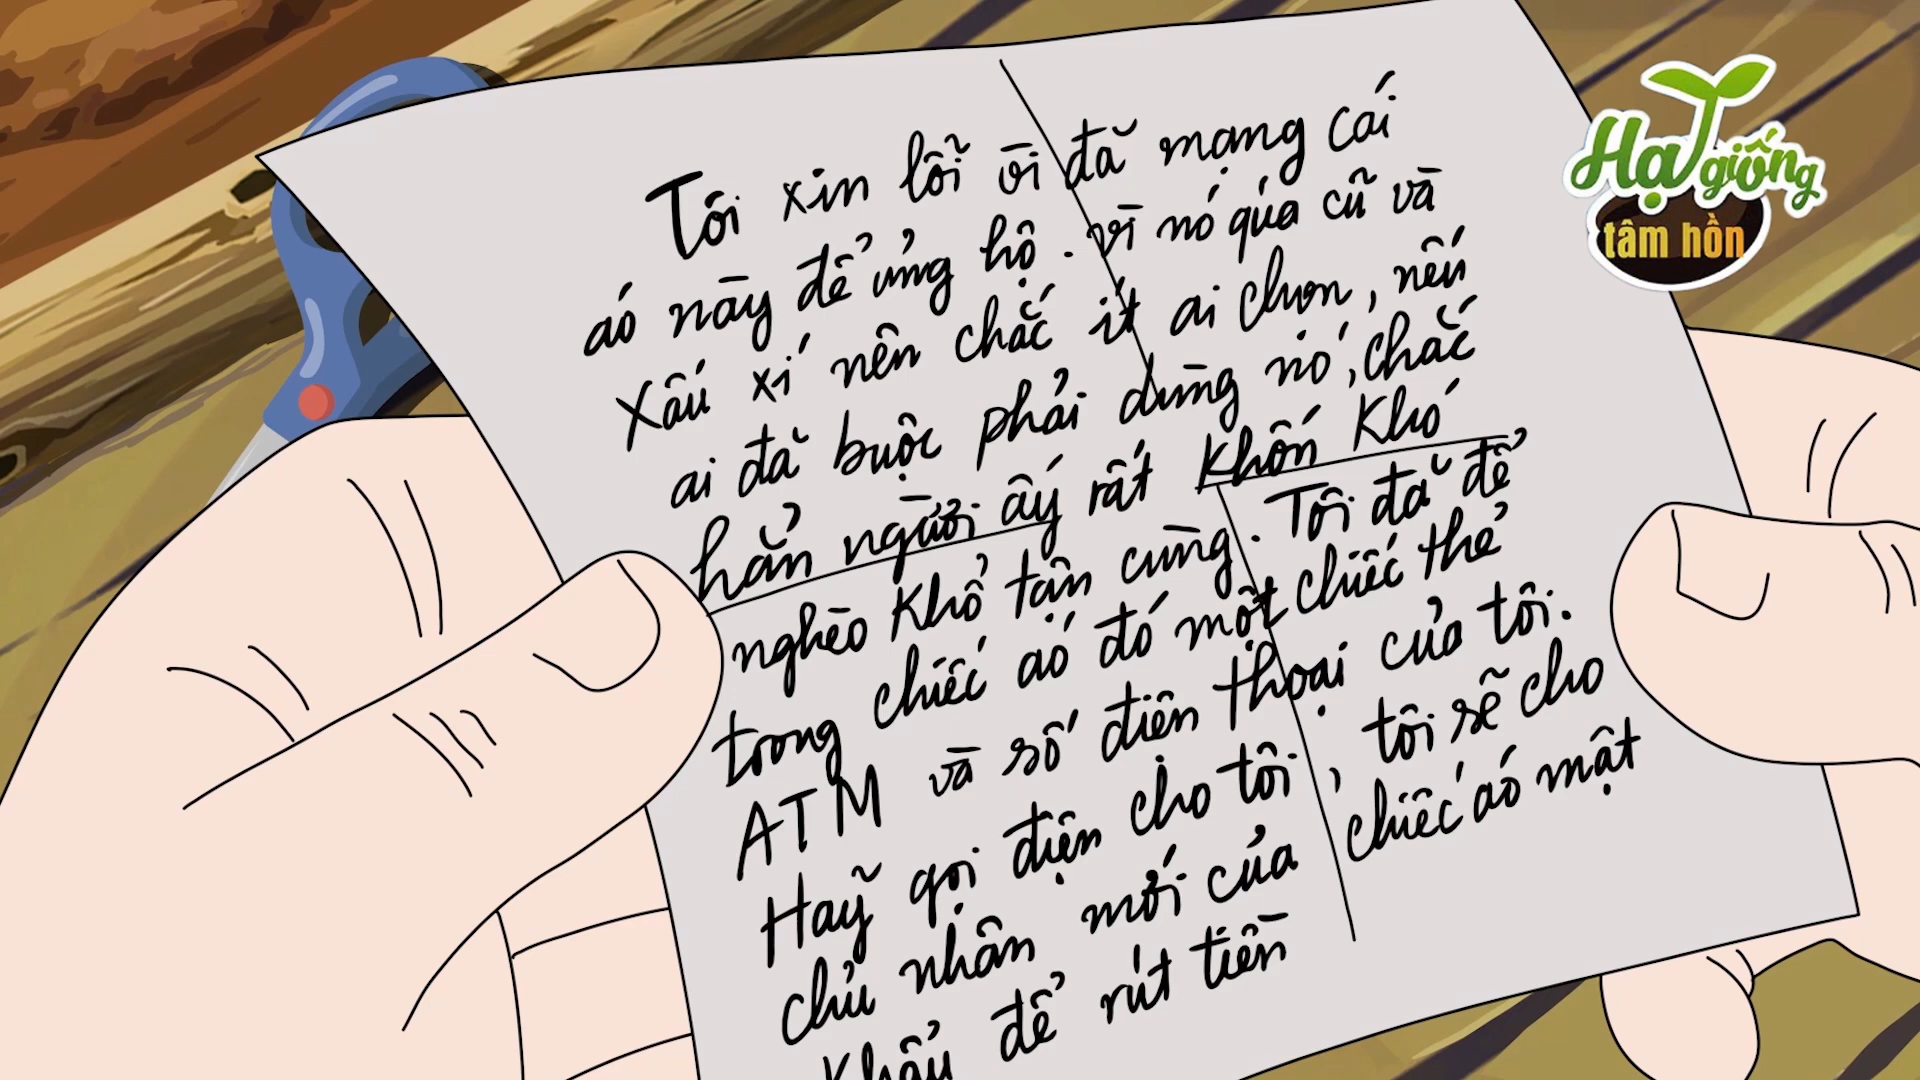 Tôi xin lỗi vì đã mạng cái
áo này để ủng hộ. vì nó qúa cũ và
xấu xí nên chắc ít ai chọn, nếu
ai đã buộc phải dùng nó, chắc
hẳn người ấy rất khốn khó
nghèo khổ tận cùng. Tôi đã để
trong chiếc áo đó một chiếc thẻ
ATM và số điện thoại của tôi.
Hãy gọi điện cho tôi, tôi sẽ cho
chủ nhân mới của chiếc áo mật
khẩu để rút tiền
Hạt giống
tâm hồn